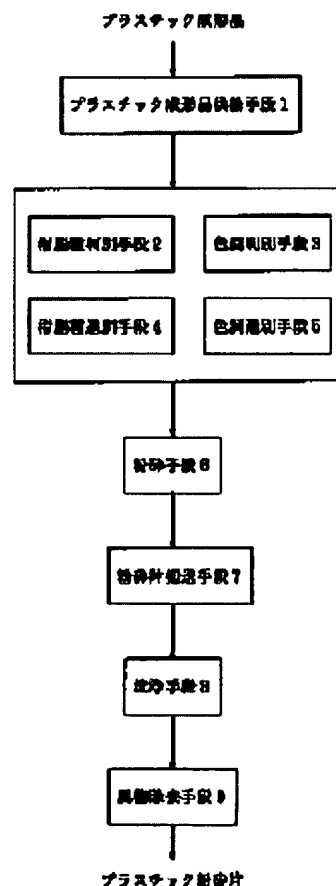 プラスチック成形品
プラスチック成形品供給手段1
樹脂種判別手段2
色調判別手段3
樹脂種選別手段4
色調選別手段5
粉砕手段6
粉砕片搬送手段7
洗浄手段8
異物除去手段9
プラスチック粉砕片